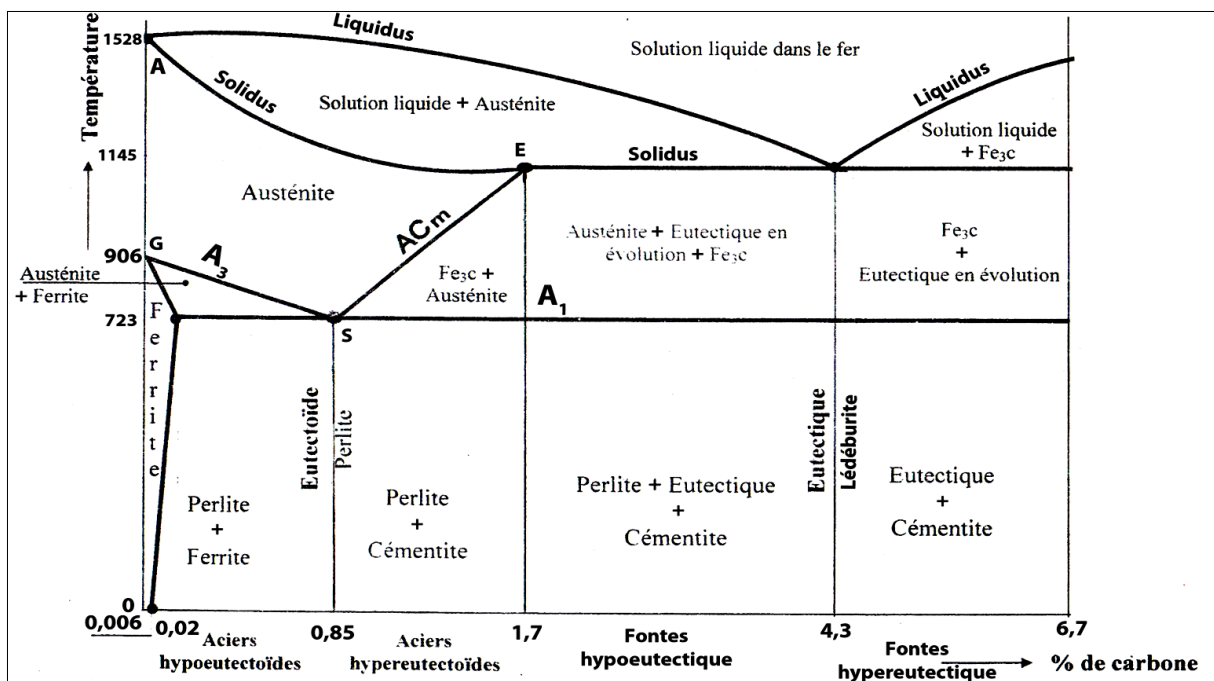 Température
1528
A
1145
G
906
723
0
Liquidus
Solidus
Solution liquide dans le fer
Liquidus
Solution liquide + Austénite
Solution liquide
+ Fe₃c
E
Solidus
Austénite
ACm
A₃
Austénite
+ Ferrite
Fe₃c +
Austénite
Austénite + Eutectique en
évolution + Fe₃c
A₁
Fe₃c
+
Eutectique en évolution
S
Ferrite
Eutectoïde
Perlite
Eutectique
Lédéburite
Perlite
+
Ferrite
Perlite
+
Cémentite
Perlite + Eutectique
+
Cémentite
Eutectique
+
Cémentite
0,006 0,02 0,85 1,7 4,3 6,7
Aciers
hypoeutectoïdes
Aciers
hypereutectoïdes
Fontes
hypoeutectique
Fontes
hypereutectique
% de carbone